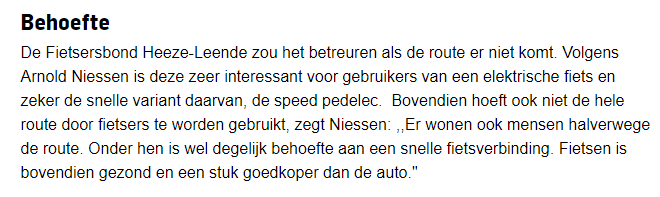 Behoefte
De Fietsersbond Heeze-Leende zou het betreuren als de route er niet komt. Volgens
Arnold Niessen is deze zeer interessant voor gebruikers van een elektrische fiets en
zeker de snelle variant daarvan, de speed pedelec.  Bovendien hoeft ook niet de hele
route door fietsers te worden gebruikt, zegt Niessen: ,,Er wonen ook mensen halverwege
de route. Onder hen is wel degelijk behoefte aan een snelle fietsverbinding. Fietsen is
bovendien gezond en een stuk goedkoper dan de auto."